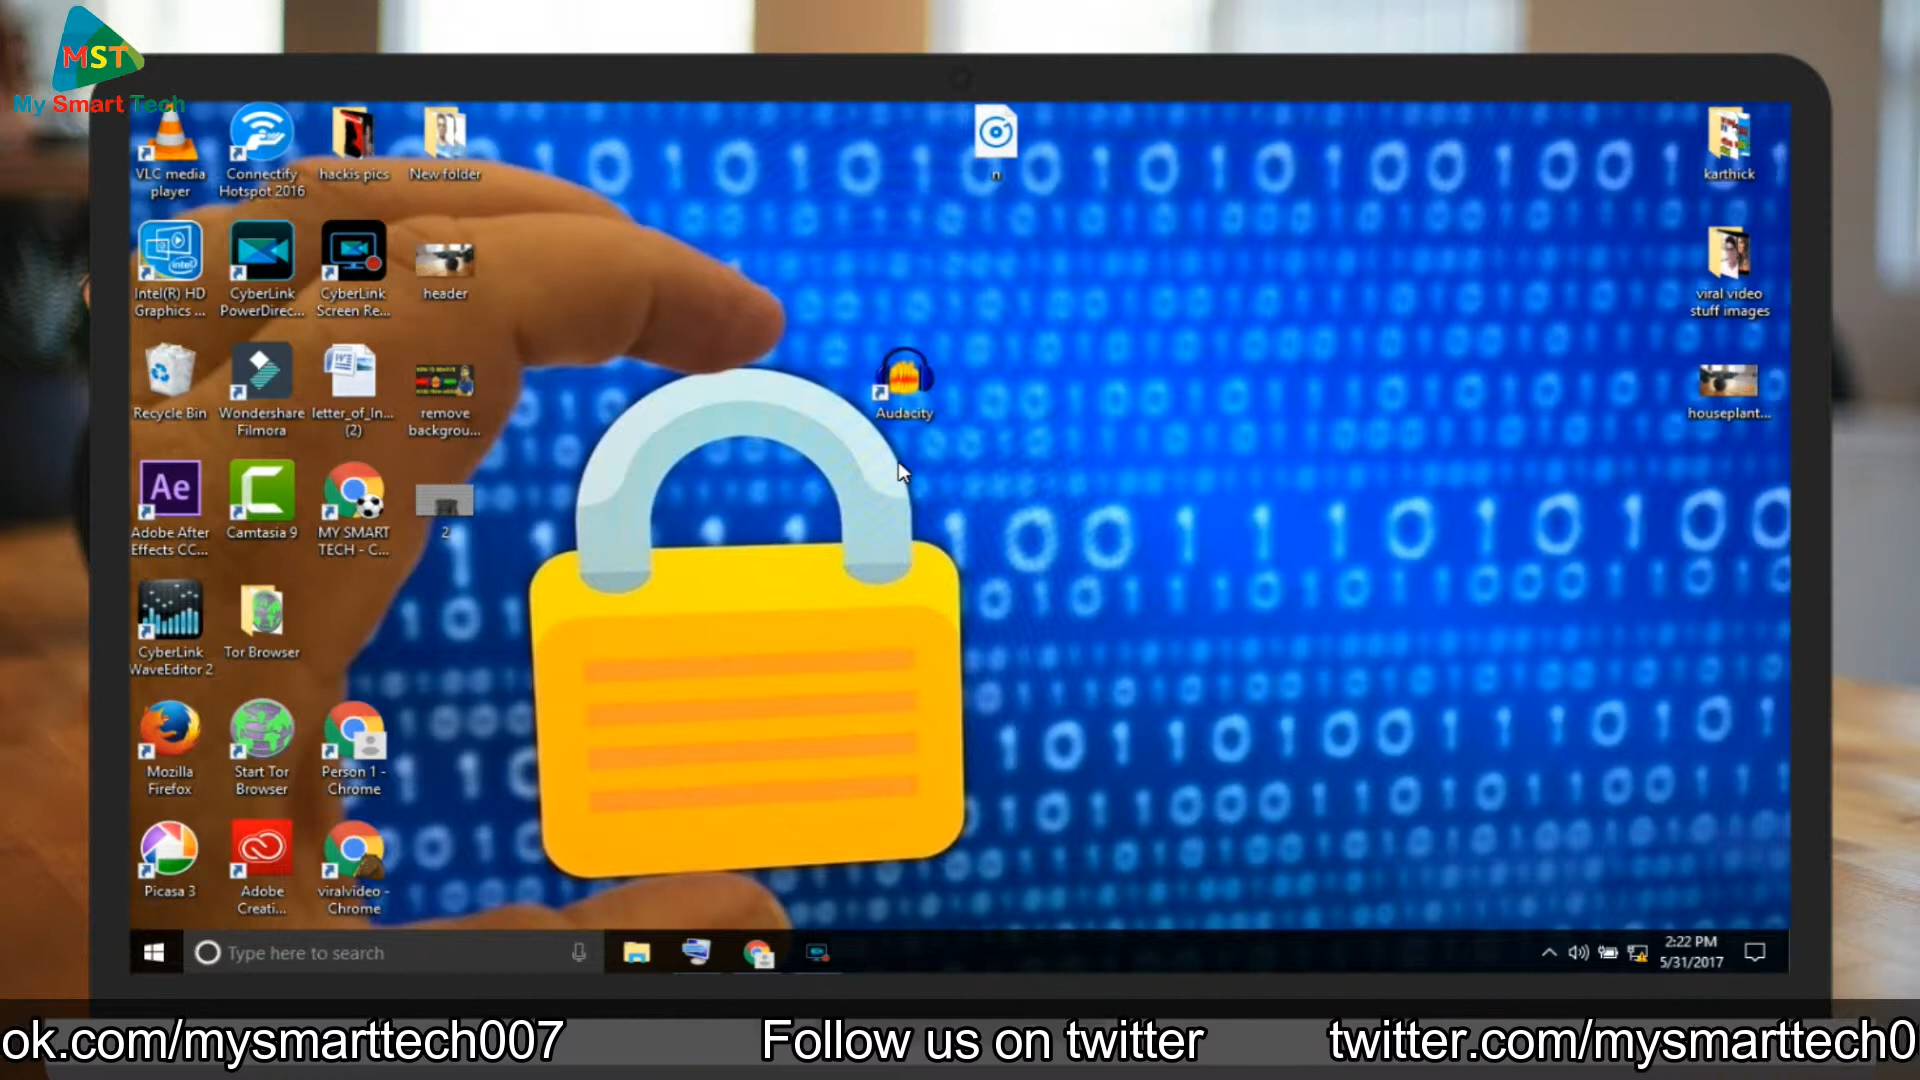 MST
My Smart Tech
VLC media
player
Connectify
Hotspot 2016
hackis pics
New folder
n
karthick
intel
Intel(R) HD
Graphics ...
CyberLink
PowerDirec...
CyberLink
Screen Re...
header
viral video
stuff images
Recycle Bin
Wondershare
Filmora
W
letter_of_In...
(2)
remove
backgrou...
Audacity
houseplant...
Ae
Adobe After
Effects CC...
Camtasia 9
MY SMART
TECH - C...
2
CyberLink
WaveEditor 2
Tor Browser
Mozilla
Firefox
Start Tor
Browser
Person 1 -
Chrome
Picasa 3
Adobe
Creati...
viralvideo -
Chrome
Type here to search
2:22 PM
5/31/2017
ok.com/mysmarttech007
Follow us on twitter
twitter.com/mysmarttech0